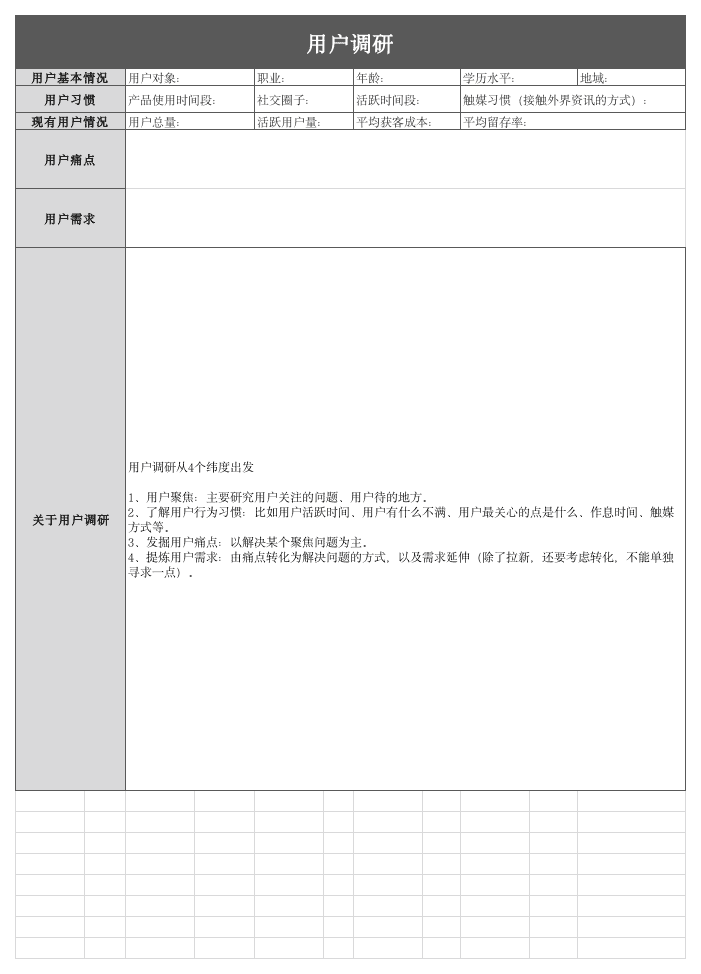 用户调研
用户基本情况 用户对象: 职业: 年龄: 学历水平: 地域:
用户习惯 产品使用时间段: 社交圈子: 活跃时间段: 触媒习惯（接触外界资讯的方式）:
现有用户情况 用户总量: 活跃用户量: 平均获客成本: 平均留存率:
用户痛点
用户需求
关于用户调研
用户调研从4个纬度出发
1、用户聚焦: 主要研究用户关注的问题、用户待的地方。
2、了解用户行为习惯: 比如用户活跃时间、用户有什么不满、用户最关心的点是什么、作息时间、触媒
方式等。
3、发掘用户痛点: 以解决某个聚焦问题为主。
4、提炼用户需求: 由痛点转化为解决问题的方式, 以及需求延伸（除了拉新, 还要考虑转化, 不能单独
寻求一点）。